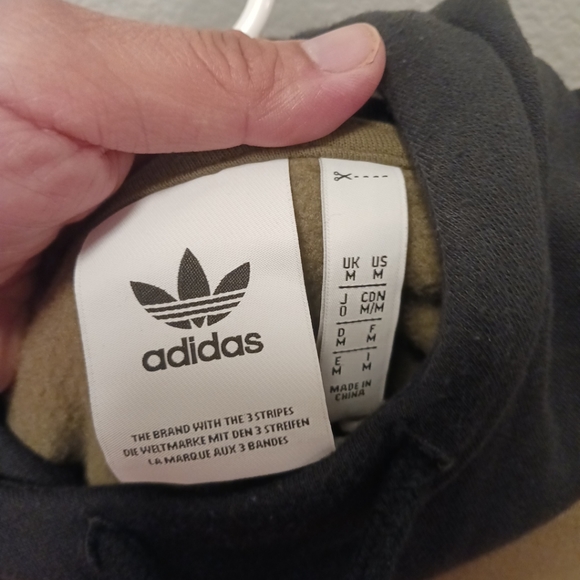 adidas
THE BRAND WITH THE 3 STRIPES
DIE WELTMARKE MIT DEN 3 STREIFEN
LA MARQUE AUX 3 BANDES
UK US
M M
J CDN
O M/M
D F
M M
E I
M M
MADE IN
CHINA